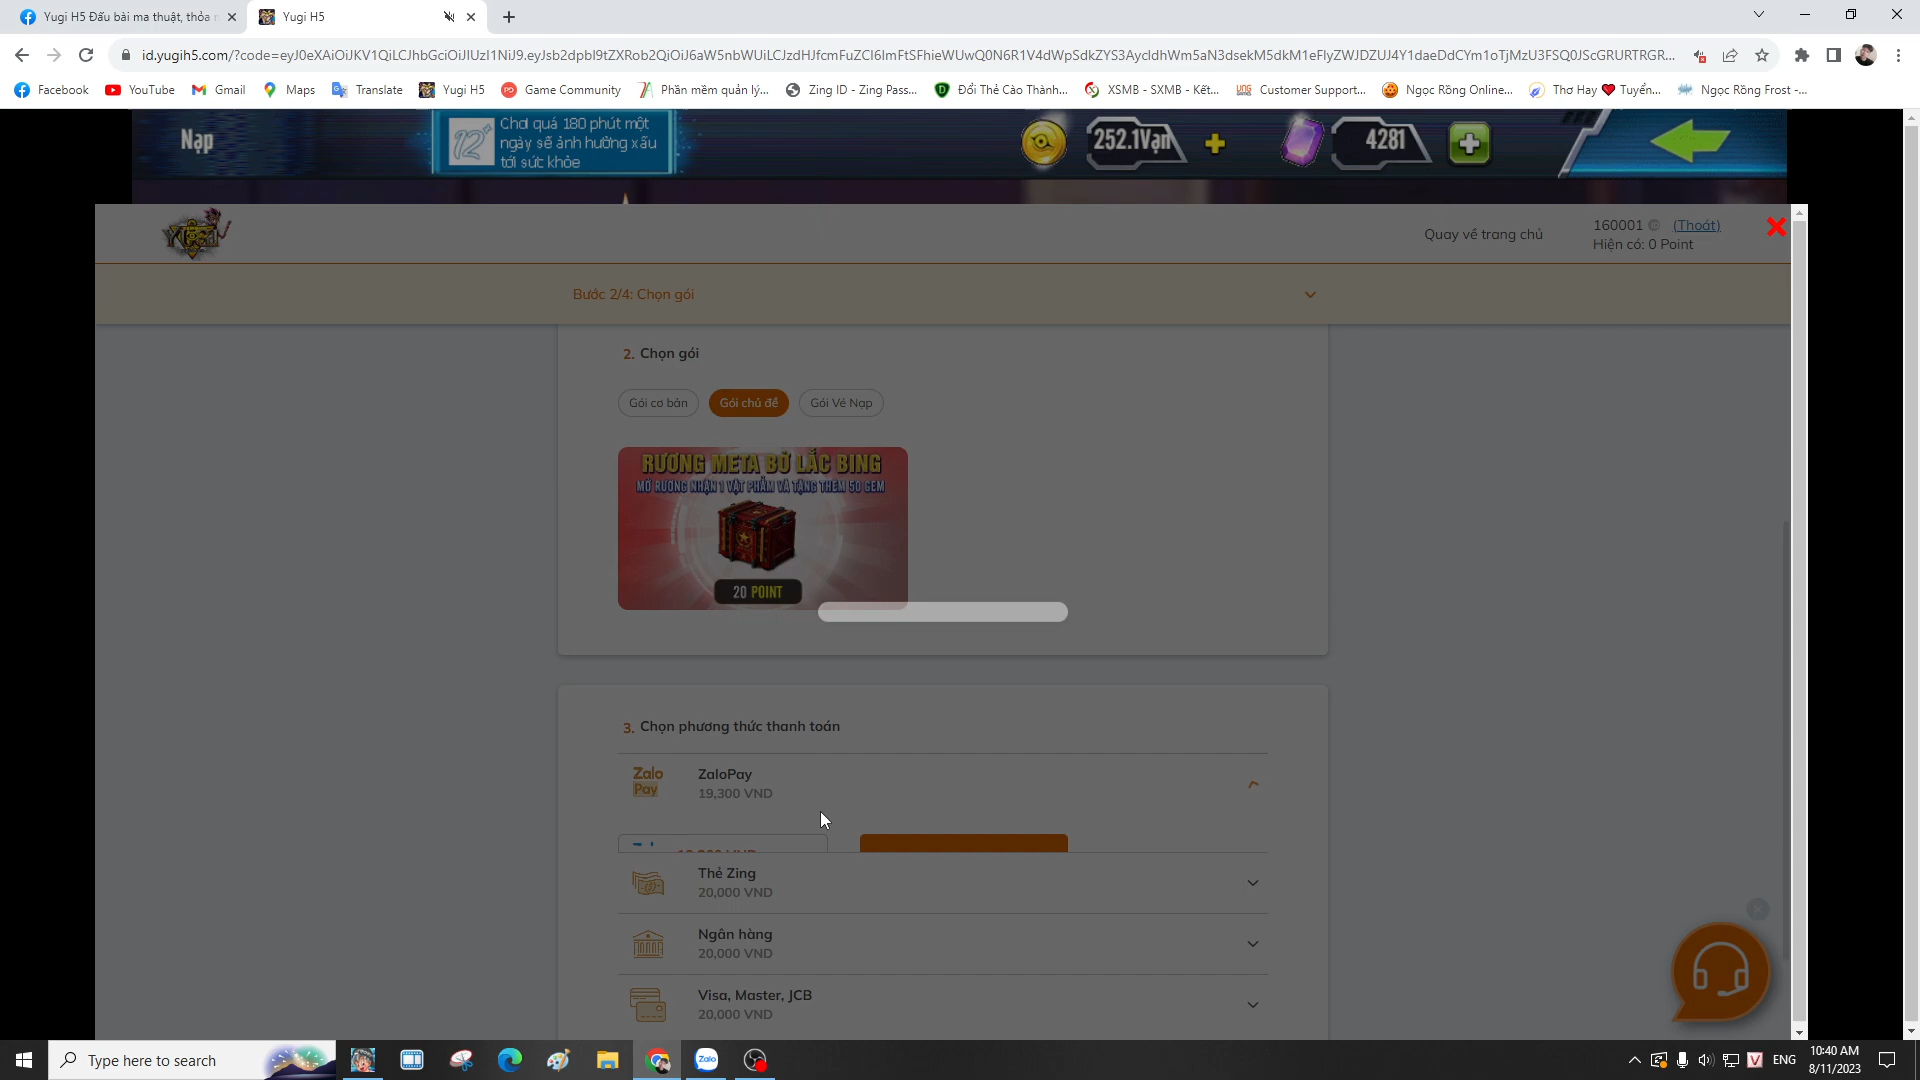 Yugi H5 Đấu bài ma thuật, thỏa
Yugi H5
id.yugih5.com/?code=
Facebook
YouTube
Gmail
Maps
Translate
Yugi H5
Game Community
Phần mềm quản lý...
Zing ID - Zing Pass...
Đổi Thẻ Cào Thành...
XSMB - SXMB - Kết...
Customer Support...
Ngọc Rồng Online...
Thơ Hay ❤ Tuyển...
Ngọc Rồng Frost -...
Nạp
12+
Chơi quá 180 phút một
ngày sẽ ảnh hưởng xấu
tới sức khỏe
252.1Vạn
4281
Quay về trang chủ
160001
(Thoát)
Hiện có: 0 Point
Bước 2/4: Chọn gói
2. Chọn gói
Gói cơ bản
Gói chủ đề
Gói Vé Nạp
RƯƠNG META BỜ LẮC BING
MỞ RƯƠNG NHẬN 1 VẬT PHẨM VÀ TẶNG THÊM 50 GEM
20 POINT
3. Chọn phương thức thanh toán
Zalo
Pay
ZaloPay
19,300 VND
Thẻ Zing
20,000 VND
Ngân hàng
20,000 VND
Visa, Master, JCB
20,000 VND
Type here to search
Zalo
V
ENG
10:40 AM
8/11/2023